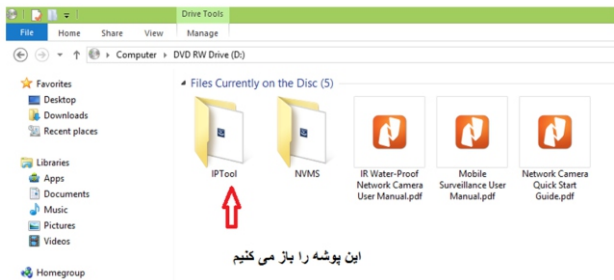 Drive Tools
File
Home
Share
View
Manage
Computer
DVD RW Drive (D:)
Favorites
Desktop
Downloads
Recent places
Libraries
Apps
Documents
Music
Pictures
Videos
Homegroup
Files Currently on the Disc (5)
IPTool
NVMS
IR Water-Proof
Network Camera
User Manual.pdf
Mobile
Surveillance User
Manual.pdf
Network Camera
Quick Start
Guide.pdf
این پوشه را باز می کنیم